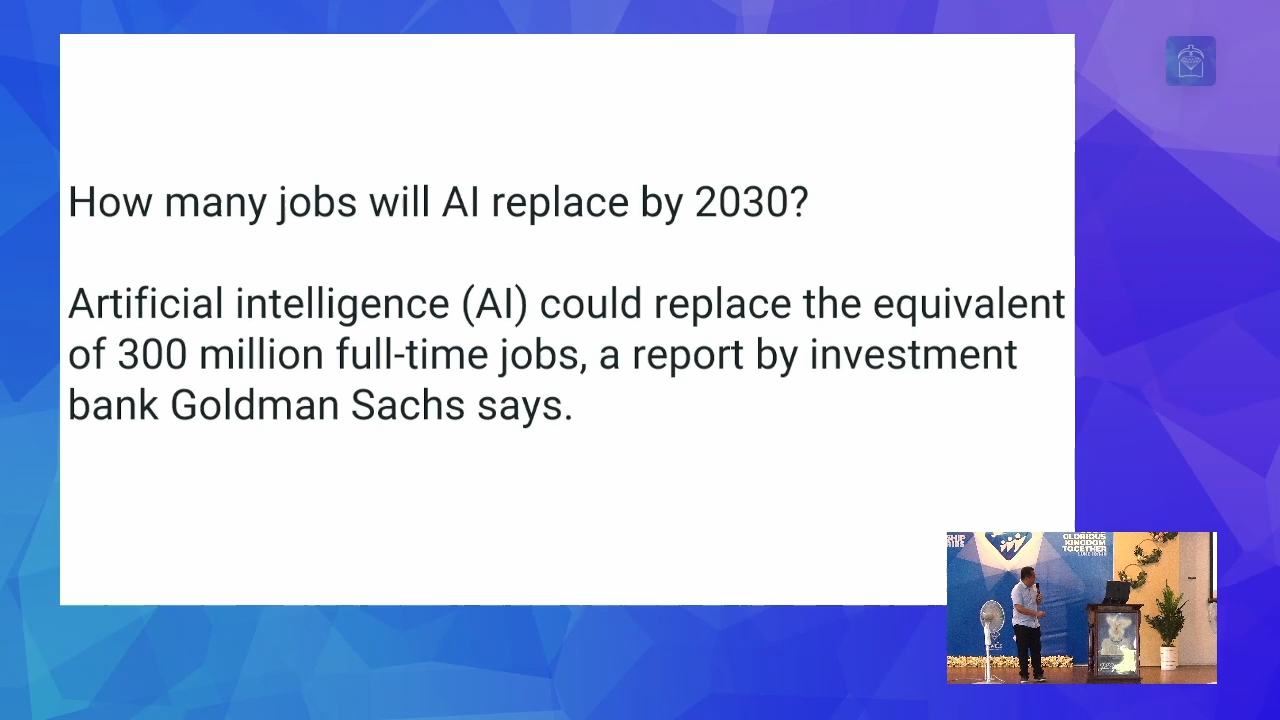 How many jobs will AI replace by 2030?
Artificial intelligence (AI) could replace the equivalent
of 300 million full-time jobs, a report by investment
bank Goldman Sachs says.
GLORIOUS
KINGDOM
TOGETHER